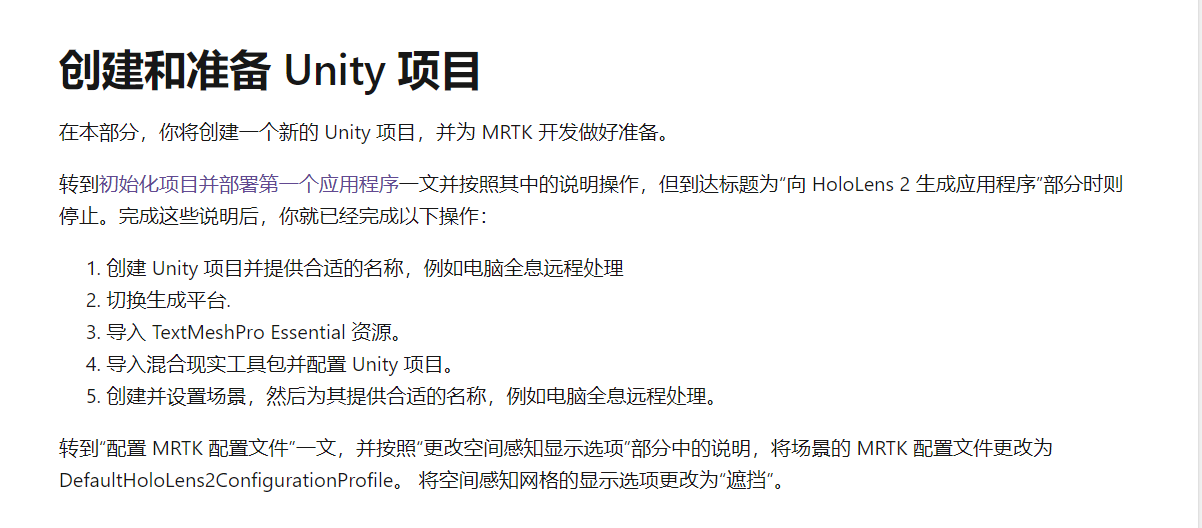 创建和准备 Unity 项目
在本部分，你将创建一个新的 Unity 项目，并为 MRTK 开发做好准备。
转到初始化项目并部署第一个应用程序一文并按照其中的说明操作，但到达标题为“向 HoloLens 2 生成应用程序”部分时则
停止。完成这些说明后，你就已经完成以下操作：
1. 创建 Unity 项目并提供合适的名称，例如电脑全息远程处理
2. 切换生成平台.
3. 导入 TextMeshPro Essential 资源。
4. 导入混合现实工具包并配置 Unity 项目。
5. 创建并设置场景，然后为其提供合适的名称，例如电脑全息远程处理。
转到“配置 MRTK 配置文件”一文，并按照“更改空间感知显示选项”部分中的说明，将场景的 MRTK 配置文件更改为
DefaultHoloLens2ConfigurationProfile。 将空间感知网格的显示选项更改为“遮挡”。